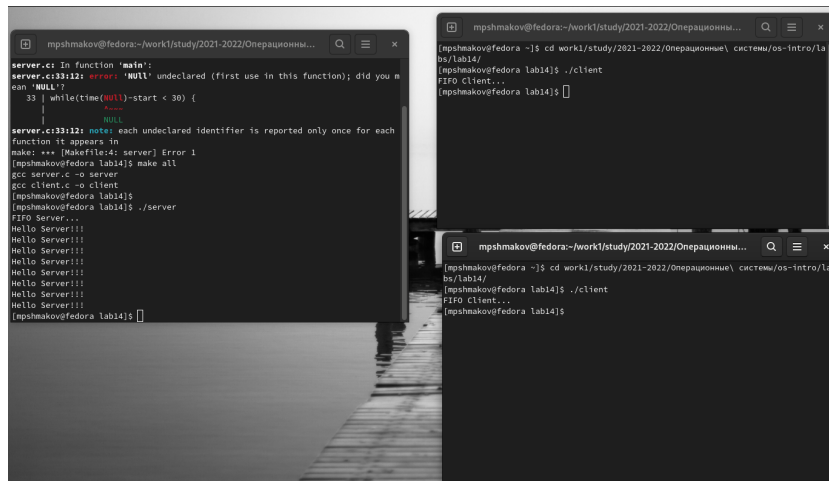 mpshmakov@fedora:~/work1/study/2021-2022/Операционны...
server.c: In function 'main':
server.c:33:12: error: 'NUll' undeclared (first use in this function); did you m
ean 'NULL'?
33 | while(time(NUll)-start < 30) {
| ^~~~
| NULL
server.c:33:12: note: each undeclared identifier is reported only once for each
function it appears in
make: *** [Makefile:4: server] Error 1
[mpshmakov@fedora lab14]$ make all
gcc server.c -o server
gcc client.c -o client
[mpshmakov@fedora lab14]$
[mpshmakov@fedora lab14]$ ./server
FIFO Server...
Hello Server!!!
Hello Server!!!
Hello Server!!!
Hello Server!!!
Hello Server!!!
Hello Server!!!
Hello Server!!!
Hello Server!!!
[mpshmakov@fedora lab14]$
mpshmakov@fedora:~/work1/study/2021-2022/Операционны...
[mpshmakov@fedora ~]$ cd work1/study/2021-2022/Операционные\ системы/os-intro/la
bs/lab14/
[mpshmakov@fedora lab14]$ ./client
FIFO Client...
[mpshmakov@fedora lab14]$
mpshmakov@fedora:~/work1/study/2021-2022/Операционны...
[mpshmakov@fedora ~]$ cd work1/study/2021-2022/Операционные\ системы/os-intro/la
bs/lab14/
[mpshmakov@fedora lab14]$ ./client
FIFO Client...
[mpshmakov@fedora lab14]$